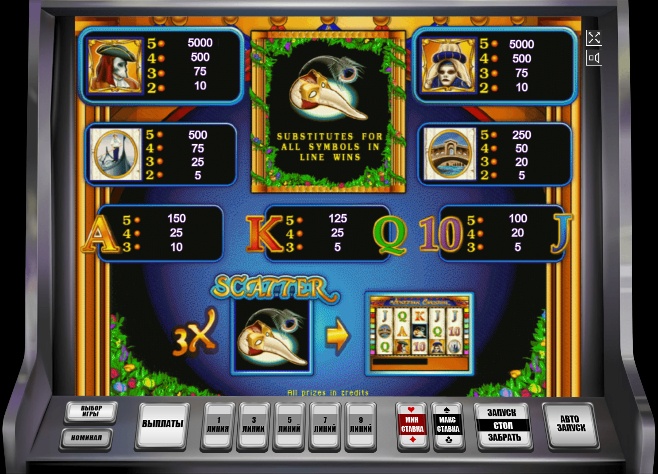 5 5000
4 500
3 75
2 10
SUBSTITUTES FOR
ALL SYMBOLS IN
LINE WINS
5 5000
4 500
3 75
2 10
5 500
4 75
3 25
2 5
5 250
4 50
3 20
2 5
A
5 150
4 25
3 10
K
5 125
4 25
3 5
Q
10
5 100
4 20
3 5
J
SCATTER
3X
All prizes in credits
ВЫБОР
ИГРЫ
НОМИНАЛ
ВЫПЛАТЫ
1
ЛИНИЯ
3
ЛИНИИ
5
ЛИНИЙ
7
ЛИНИЙ
9
ЛИНИЙ
МИН
СТАВКА
МАКС
СТАВКА
ЗАПУСК
СТОП
ЗАБРАТЬ
АВТО
ЗАПУСК